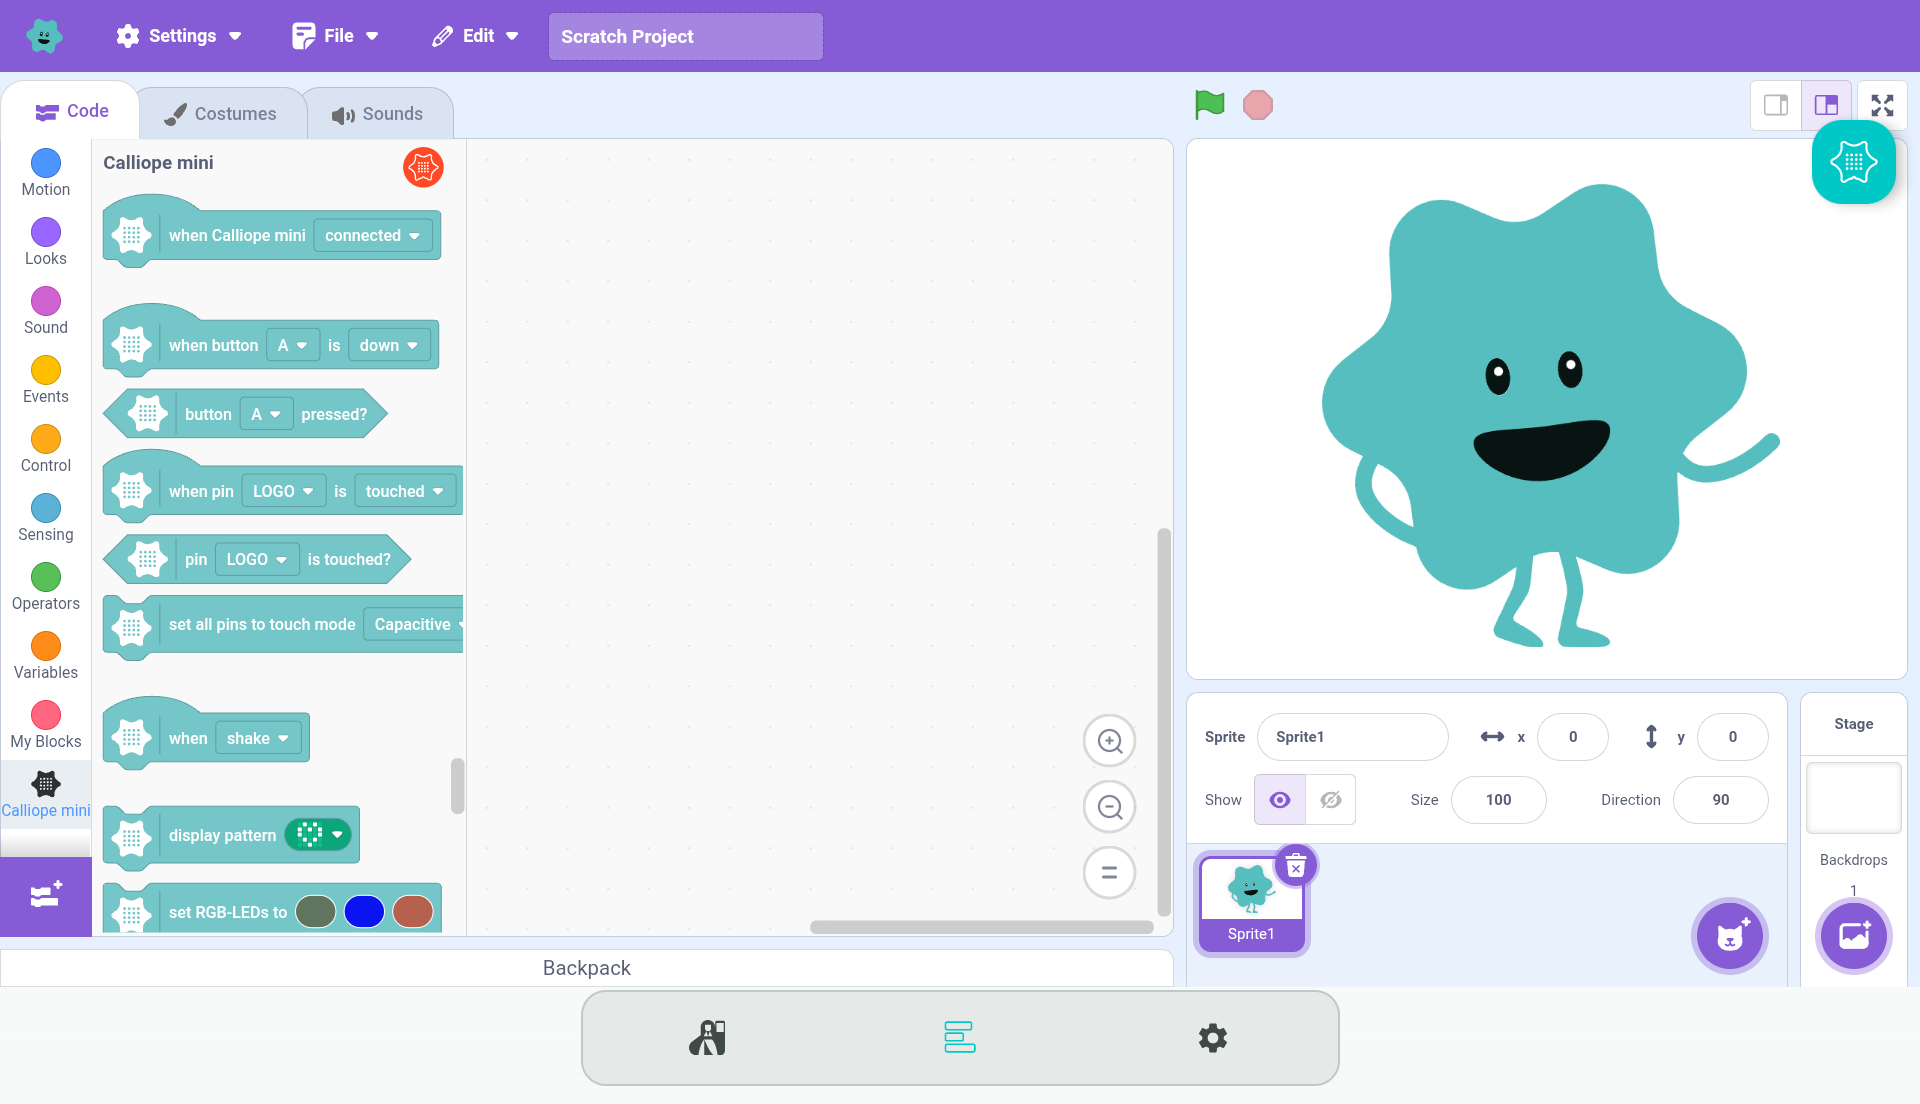 Settings
File
Edit
Scratch Project
Code
Costumes
Sounds
Motion
Looks
Sound
Events
Control
Sensing
Operators
Variables
My Blocks
Calliope mini
Calliope mini
when Calliope mini connected
when button A is down
button A pressed?
when pin LOGO is touched
pin LOGO is touched?
set all pins to touch mode Capacitive
when shake
display pattern
set RGB-LEDs to
Backpack
Sprite Sprite1 x 0 y 0
Show Size 100 Direction 90
Sprite1
Stage
Backdrops
1